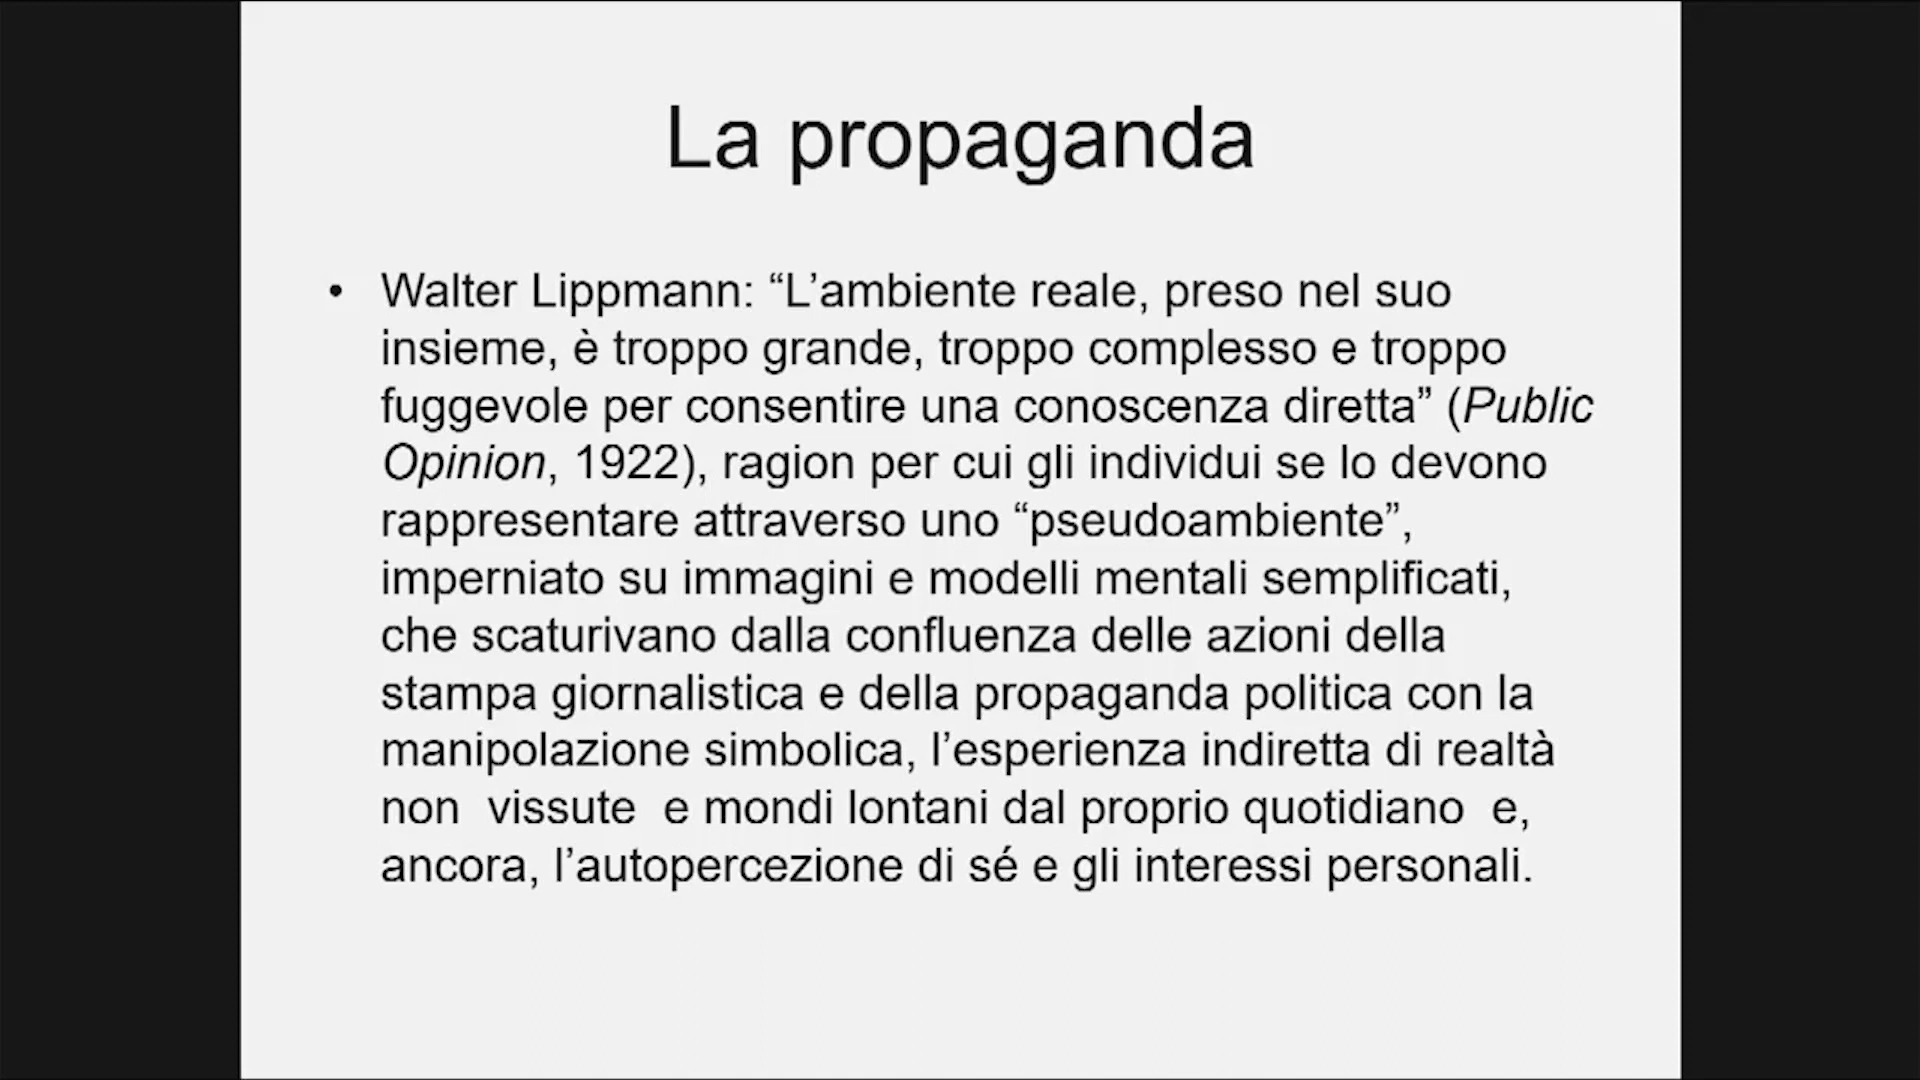 La propaganda
• Walter Lippmann: “L’ambiente reale, preso nel suo
insieme, è troppo grande, troppo complesso e troppo
fuggevole per consentire una conoscenza diretta” (Public
Opinion, 1922), ragion per cui gli individui se lo devono
rappresentare attraverso uno “pseudoambiente”,
imperniato su immagini e modelli mentali semplificati,
che scaturivano dalla confluenza delle azioni della
stampa giornalistica e della propaganda politica con la
manipolazione simbolica, l’esperienza indiretta di realtà
non  vissute  e mondi lontani dal proprio quotidiano  e,
ancora, l’autopercezione di sé e gli interessi personali.